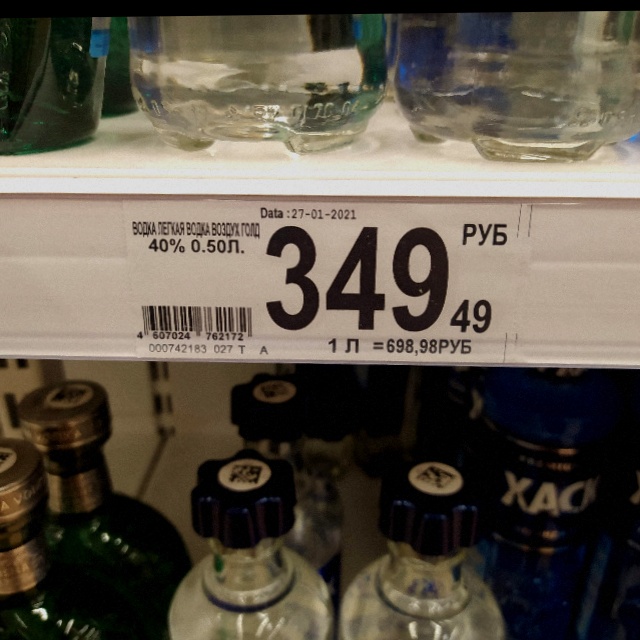 Data : 27-01-2021
ВОДКА ЛЕГКАЯ ВОДКА ВОЗДУХ ГОЛД
40% 0.50Л.
349 49 РУБ
4 607024 762172
000742183 027 Т А
1 Л =698,98РУБ